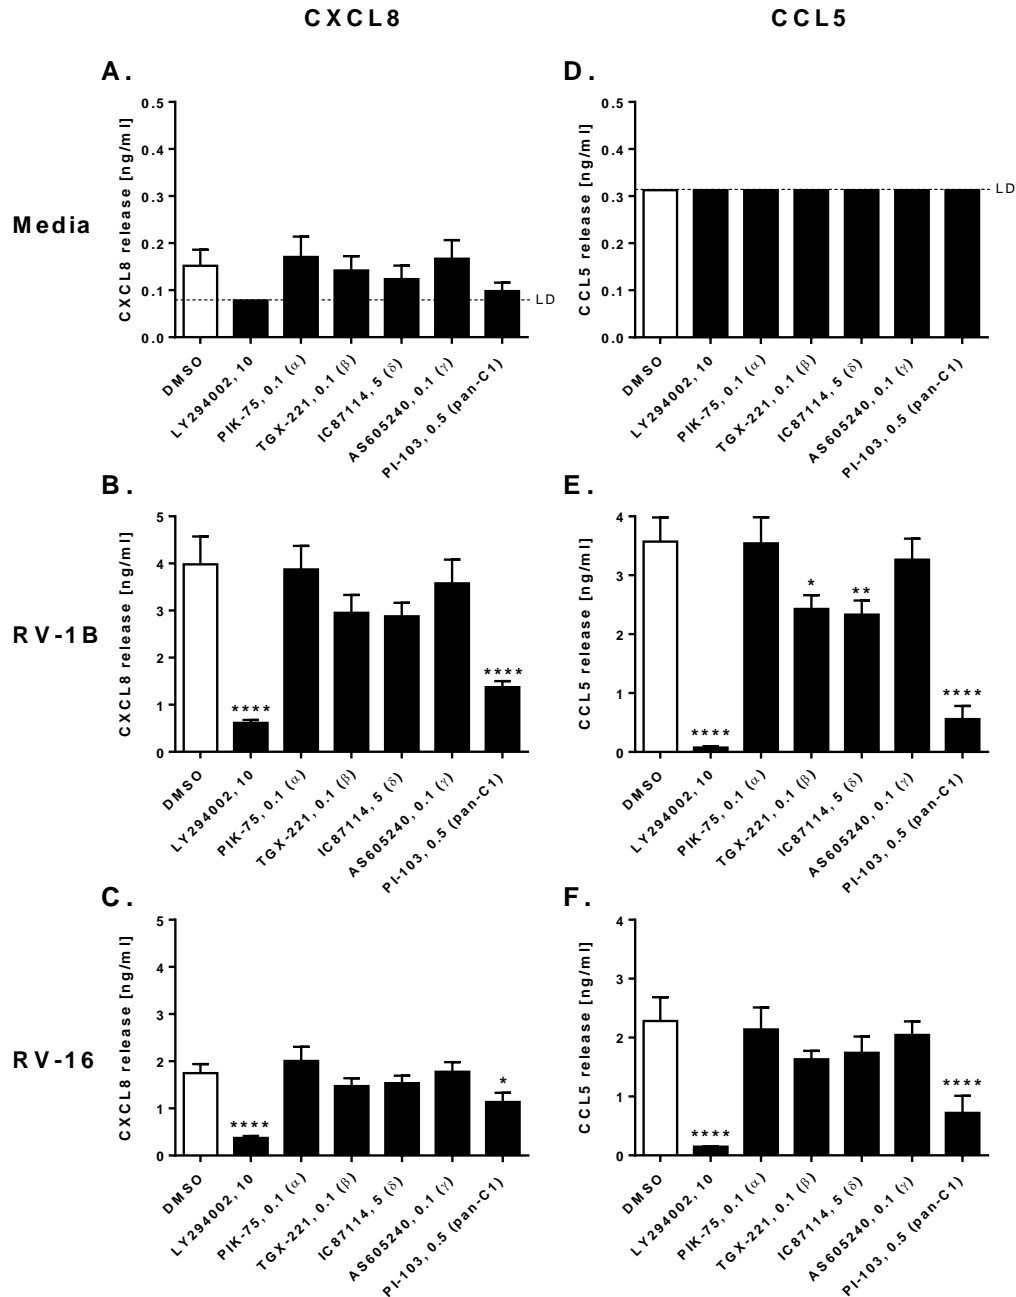 CXCL8
CCL5
A.
0.5
0.4
0.3
0.2
0.1
0.0
CXCL8 release [ng/ml]
LD
DMSO
LY294002, 10
PIK-75, 0.1 (α)
TGX-221, 0.1 (β)
IC87114, 5 (δ)
AS605240, 0.1 (γ)
PI-103, 0.5 (pan-C1)
D.
0.5
0.4
0.3
0.2
0.1
0.0
CCL5 release [ng/ml]
LD
DMSO
LY294002, 10
PIK-75, 0.1 (α)
TGX-221, 0.1 (β)
IC87114, 5 (δ)
AS605240, 0.1 (γ)
PI-103, 0.5 (pan-C1)
Media
B.
5
4
3
2
1
0
CXCL8 release [ng/ml]
****
****
DMSO
LY294002, 10
PIK-75, 0.1 (α)
TGX-221, 0.1 (β)
IC87114, 5 (δ)
AS605240, 0.1 (γ)
PI-103, 0.5 (pan-C1)
E.
4
3
2
1
0
CCL5 release [ng/ml]
****
*
**
****
DMSO
LY294002, 10
PIK-75, 0.1 (α)
TGX-221, 0.1 (β)
IC87114, 5 (δ)
AS605240, 0.1 (γ)
PI-103, 0.5 (pan-C1)
RV-1B
C.
5
4
3
2
1
0
CXCL8 release [ng/ml]
****
*
DMSO
LY294002, 10
PIK-75, 0.1 (α)
TGX-221, 0.1 (β)
IC87114, 5 (δ)
AS605240, 0.1 (γ)
PI-103, 0.5 (pan-C1)
F.
4
3
2
1
0
CCL5 release [ng/ml]
****
****
DMSO
LY294002, 10
PIK-75, 0.1 (α)
TGX-221, 0.1 (β)
IC87114, 5 (δ)
AS605240, 0.1 (γ)
PI-103, 0.5 (pan-C1)
RV-16